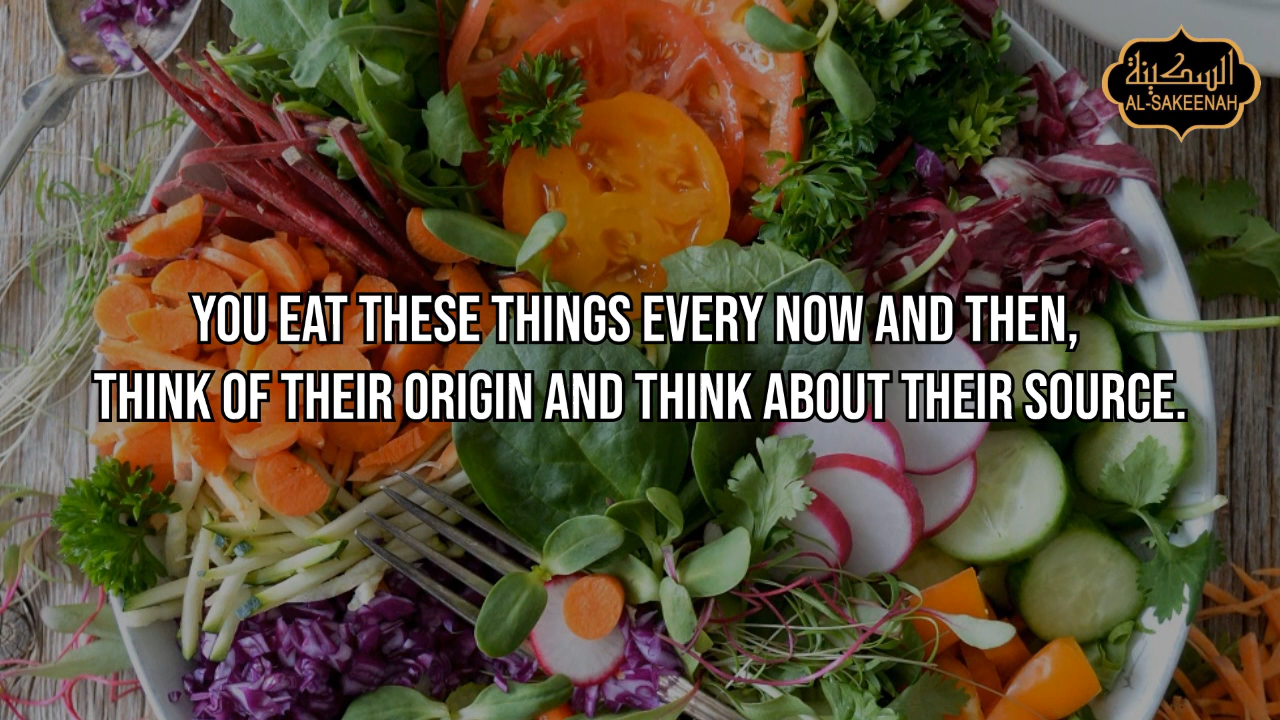 السكينة
AL-SAKEENAH
YOU EAT THESE THINGS EVERY NOW AND THEN,
THINK OF THEIR ORIGIN AND THINK ABOUT THEIR SOURCE.